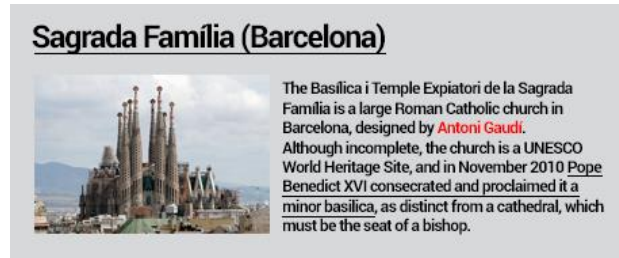 Sagrada Família (Barcelona)
The Basílica i Temple Expiatori de la Sagrada
Família is a large Roman Catholic church in
Barcelona, designed by Antoni Gaudí.
Although incomplete, the church is a UNESCO
World Heritage Site, and in November 2010 Pope
Benedict XVI consecrated and proclaimed it a
minor basilica, as distinct from a cathedral, which
must be the seat of a bishop.